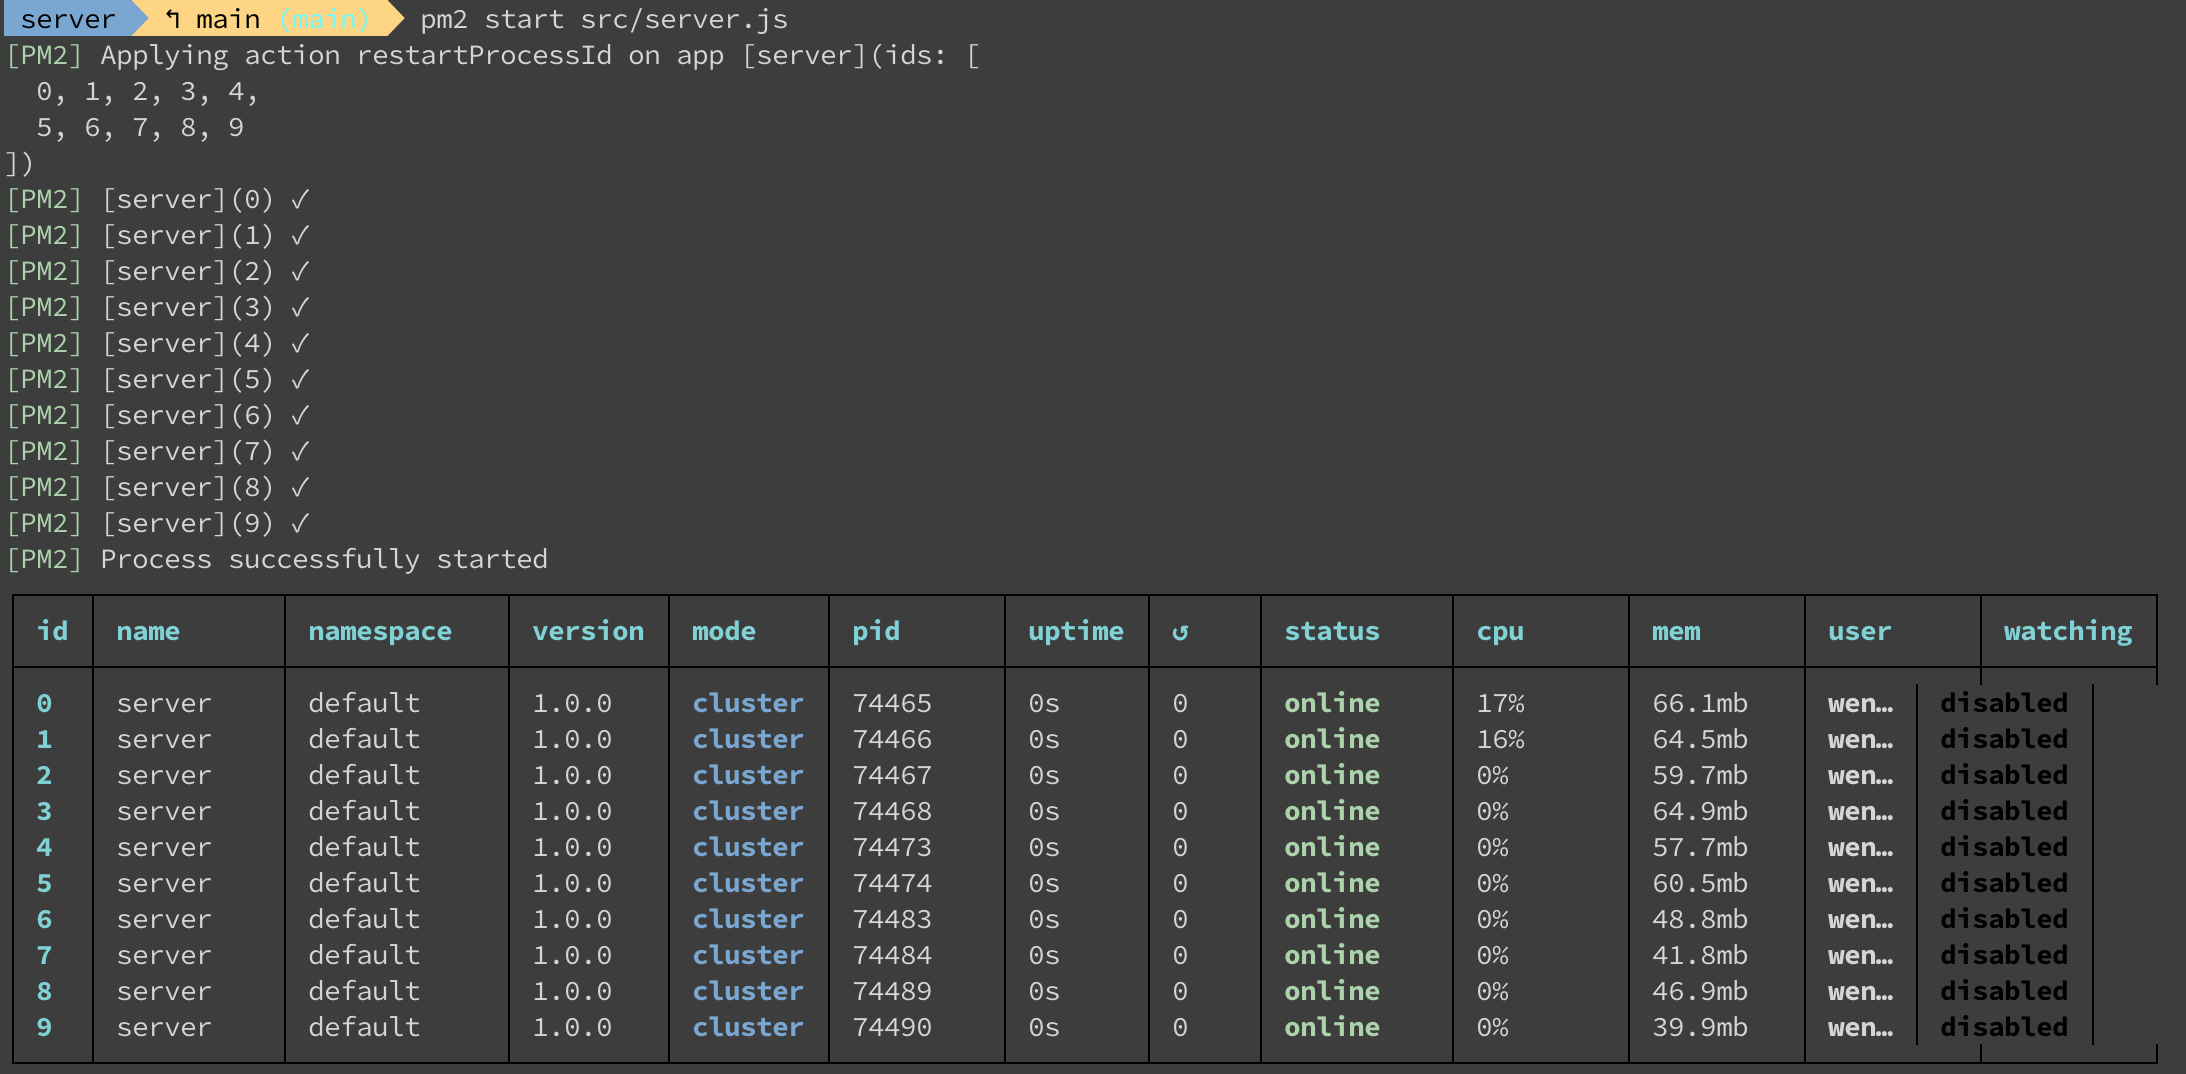 server ↰ main (main) pm2 start src/server.js
[PM2] Applying action restartProcessId on app [server](ids: [
  0, 1, 2, 3, 4,
  5, 6, 7, 8, 9
])
[PM2] [server](0) ✓
[PM2] [server](1) ✓
[PM2] [server](2) ✓
[PM2] [server](3) ✓
[PM2] [server](4) ✓
[PM2] [server](5) ✓
[PM2] [server](6) ✓
[PM2] [server](7) ✓
[PM2] [server](8) ✓
[PM2] [server](9) ✓
[PM2] Process successfully started
id name namespace version mode pid uptime ↺ status cpu mem user watching
0 server default 1.0.0 cluster 74465 0s 0 online 17% 66.1mb wen… disabled
1 server default 1.0.0 cluster 74466 0s 0 online 16% 64.5mb wen… disabled
2 server default 1.0.0 cluster 74467 0s 0 online 0% 59.7mb wen… disabled
3 server default 1.0.0 cluster 74468 0s 0 online 0% 64.9mb wen… disabled
4 server default 1.0.0 cluster 74473 0s 0 online 0% 57.7mb wen… disabled
5 server default 1.0.0 cluster 74474 0s 0 online 0% 60.5mb wen… disabled
6 server default 1.0.0 cluster 74483 0s 0 online 0% 48.8mb wen… disabled
7 server default 1.0.0 cluster 74484 0s 0 online 0% 41.8mb wen… disabled
8 server default 1.0.0 cluster 74489 0s 0 online 0% 46.9mb wen… disabled
9 server default 1.0.0 cluster 74490 0s 0 online 0% 39.9mb wen… disabled